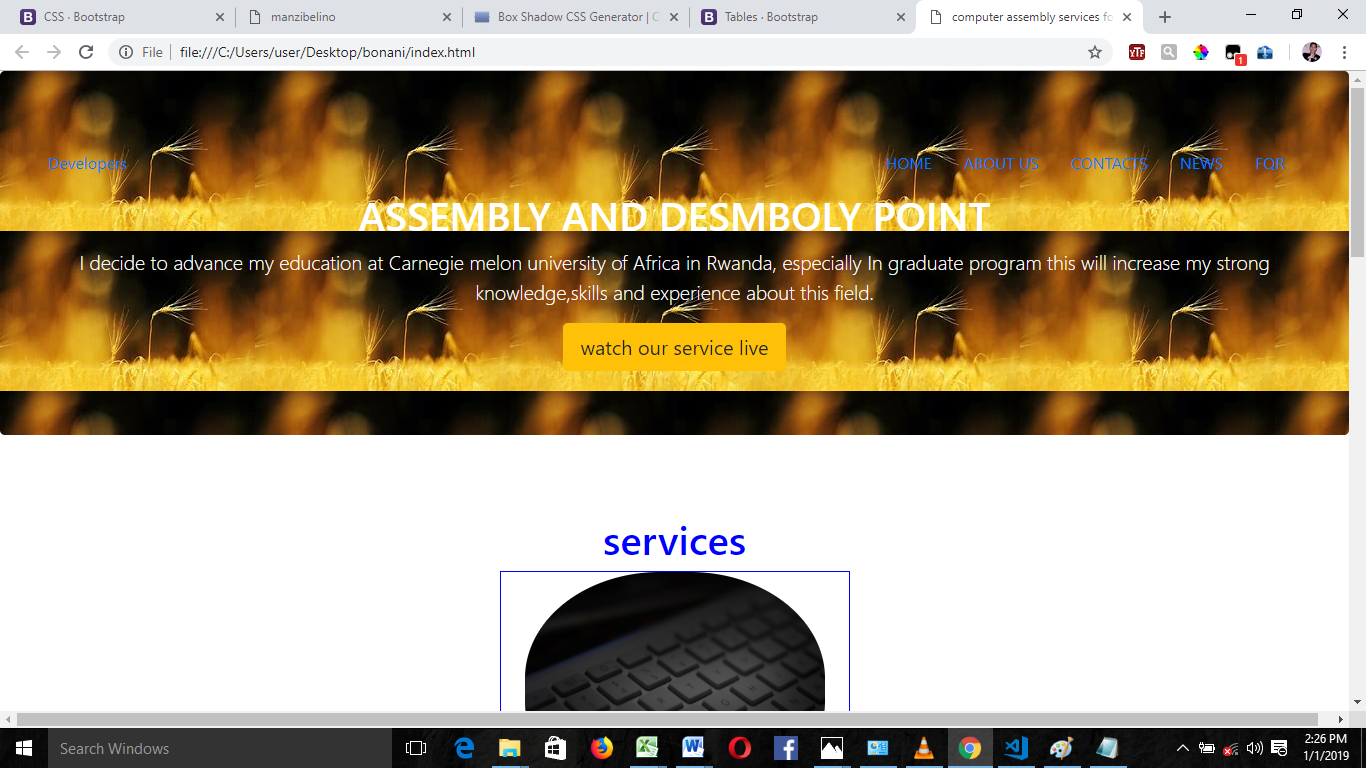 CSS · Bootstrap
manzibelino
Box Shadow CSS Generator | C
Tables · Bootstrap
computer assembly services fo
File
file:///C:/Users/user/Desktop/bonani/index.html
YTF
1
Developers
HOME ABOUT US CONTACTS NEWS FOR
ASSEMBLY AND DESMBOLY POINT
I decide to advance my education at Carnegie melon university of Africa in Rwanda, especially In graduate program this will increase my strong
knowledge,skills and experience about this field.
watch our service live
services
Search Windows
2:26 PM
1/1/2019